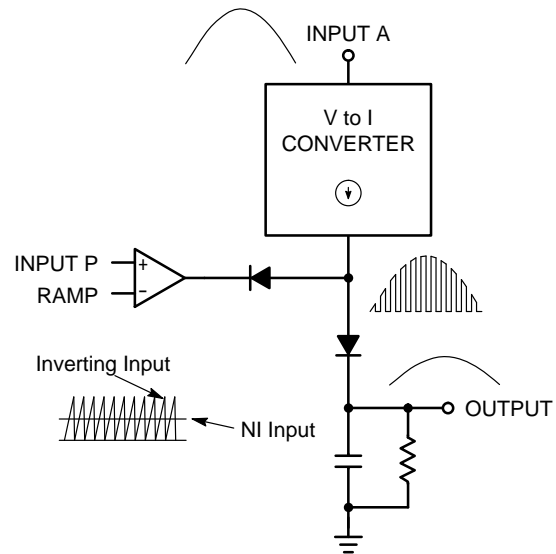 INPUT A
V to I
CONVERTER
INPUT P
+
RAMP
−
Inverting Input
NI Input
OUTPUT